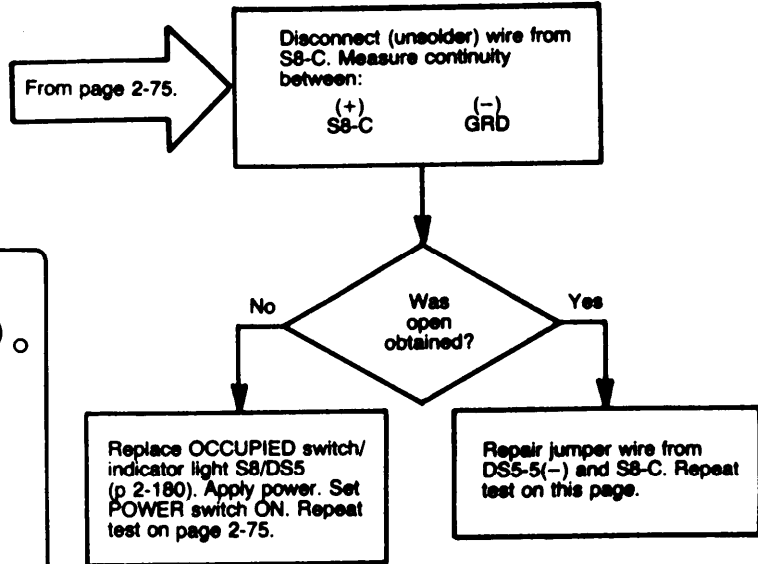 From page 2-75.
Disconnect (unsolder) wire from
S8-C. Measure continuity
between:
(+) (−)
S8-C GRD
Was
open
obtained?
No
Yes
Replace OCCUPIED switch/
indicator light S8/DS5
(p 2-180). Apply power. Set
POWER switch ON. Repeat
test on page 2-75.
Repair jumper wire from
DS5-5(−) and S8-C. Repeat
test on this page.